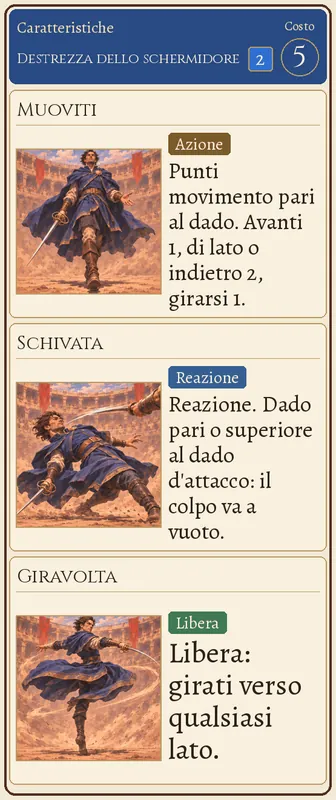 Caratteristiche
Costo
Destrezza dello schermidore 2 5
Muoviti
Azione
Punti
movimento pari
al dado. Avanti
1, di lato o
indietro 2,
girarsi 1.
Schivata
Reazione
Reazione. Dado
pari o superiore
al dado
d'attacco: il
colpo va a
vuoto.
Giravolta
Libera
Libera:
girati verso
qualsiasi
lato.